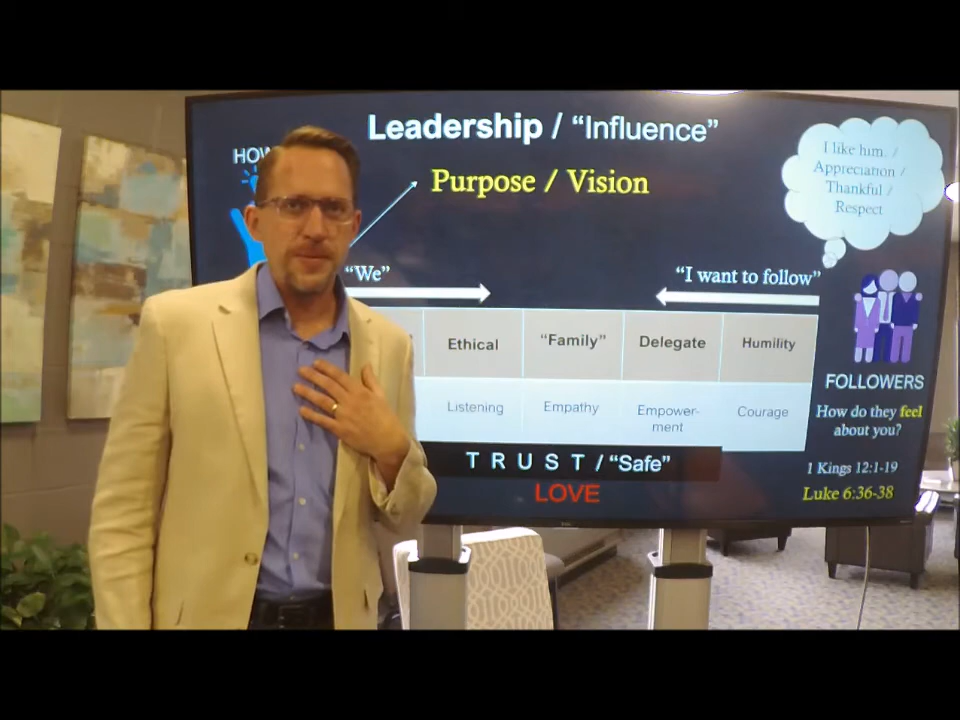 Leadership / “Influence”
HOW
Purpose / Vision
I like him. /
Appreciation /
Thankful /
Respect
“We”
“I want to follow”
Ethical “Family” Delegate Humility
Listening Empathy Empower-
ment Courage
FOLLOWERS
How do they feel
about you?
T R U S T / “Safe”
LOVE
1 Kings 12:1-19
Luke 6:36-38